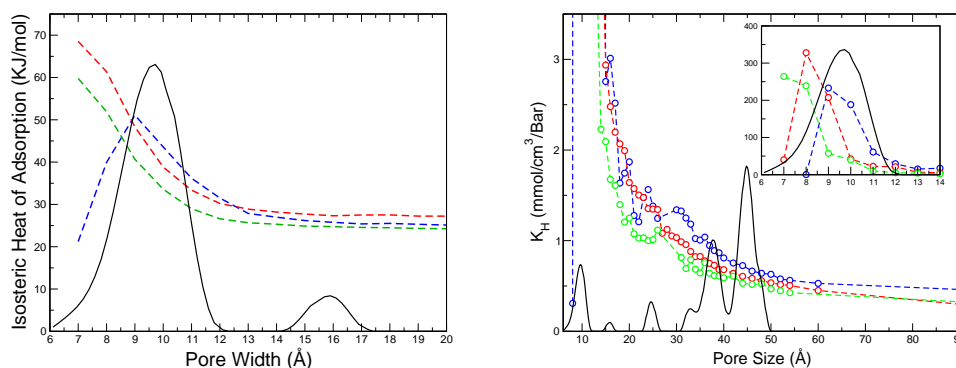 Isosteric Heat of Adsorption (KJ/mol)
70
60
50
40
30
20
10
0
6 7 8 9 10 11 12 13 14 15 16 17 18 19 20
Pore Width (Å)
K_H (mmol/cm³/Bar)
3
2
1
0
10 20 30 40 50 60 70 80 90
Pore Size (Å)
400
300
200
100
0
6 7 8 9 10 11 12 13 14